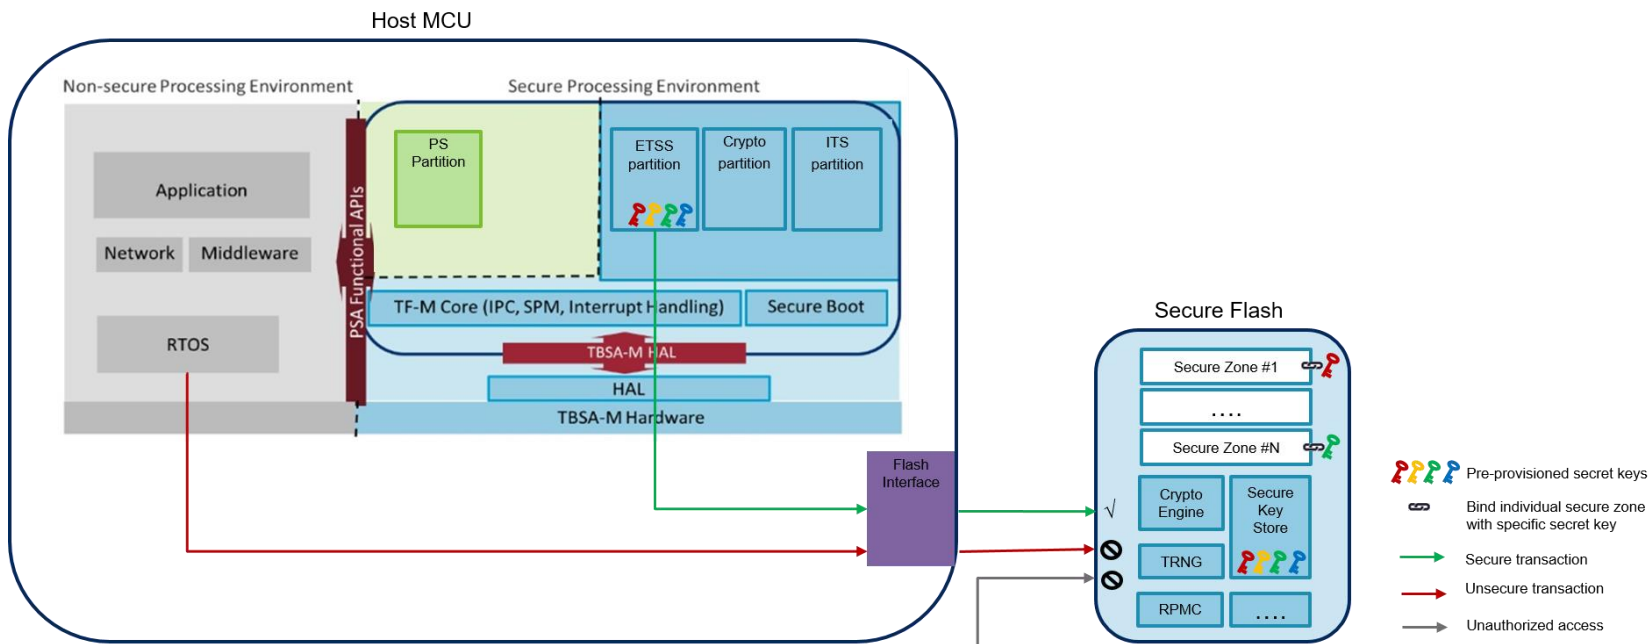 Host MCU
Non-secure Processing Environment
Secure Processing Environment
Application
Network
Middleware
RTOS
PSA Functional APIs
PS
Partition
ETSS
partition
Crypto
partition
ITS
partition
TF-M Core (IPC, SPM, Interrupt Handling)
Secure Boot
TBSA-M HAL
HAL
TBSA-M Hardware
Flash
Interface
Secure Flash
Secure Zone #1
....
Secure Zone #N
Crypto
Engine
Secure
Key
Store
TRNG
RPMC
....
√
Pre-provisioned secret keys
Bind individual secure zone
with specific secret key
Secure transaction
Unsecure transaction
Unauthorized access